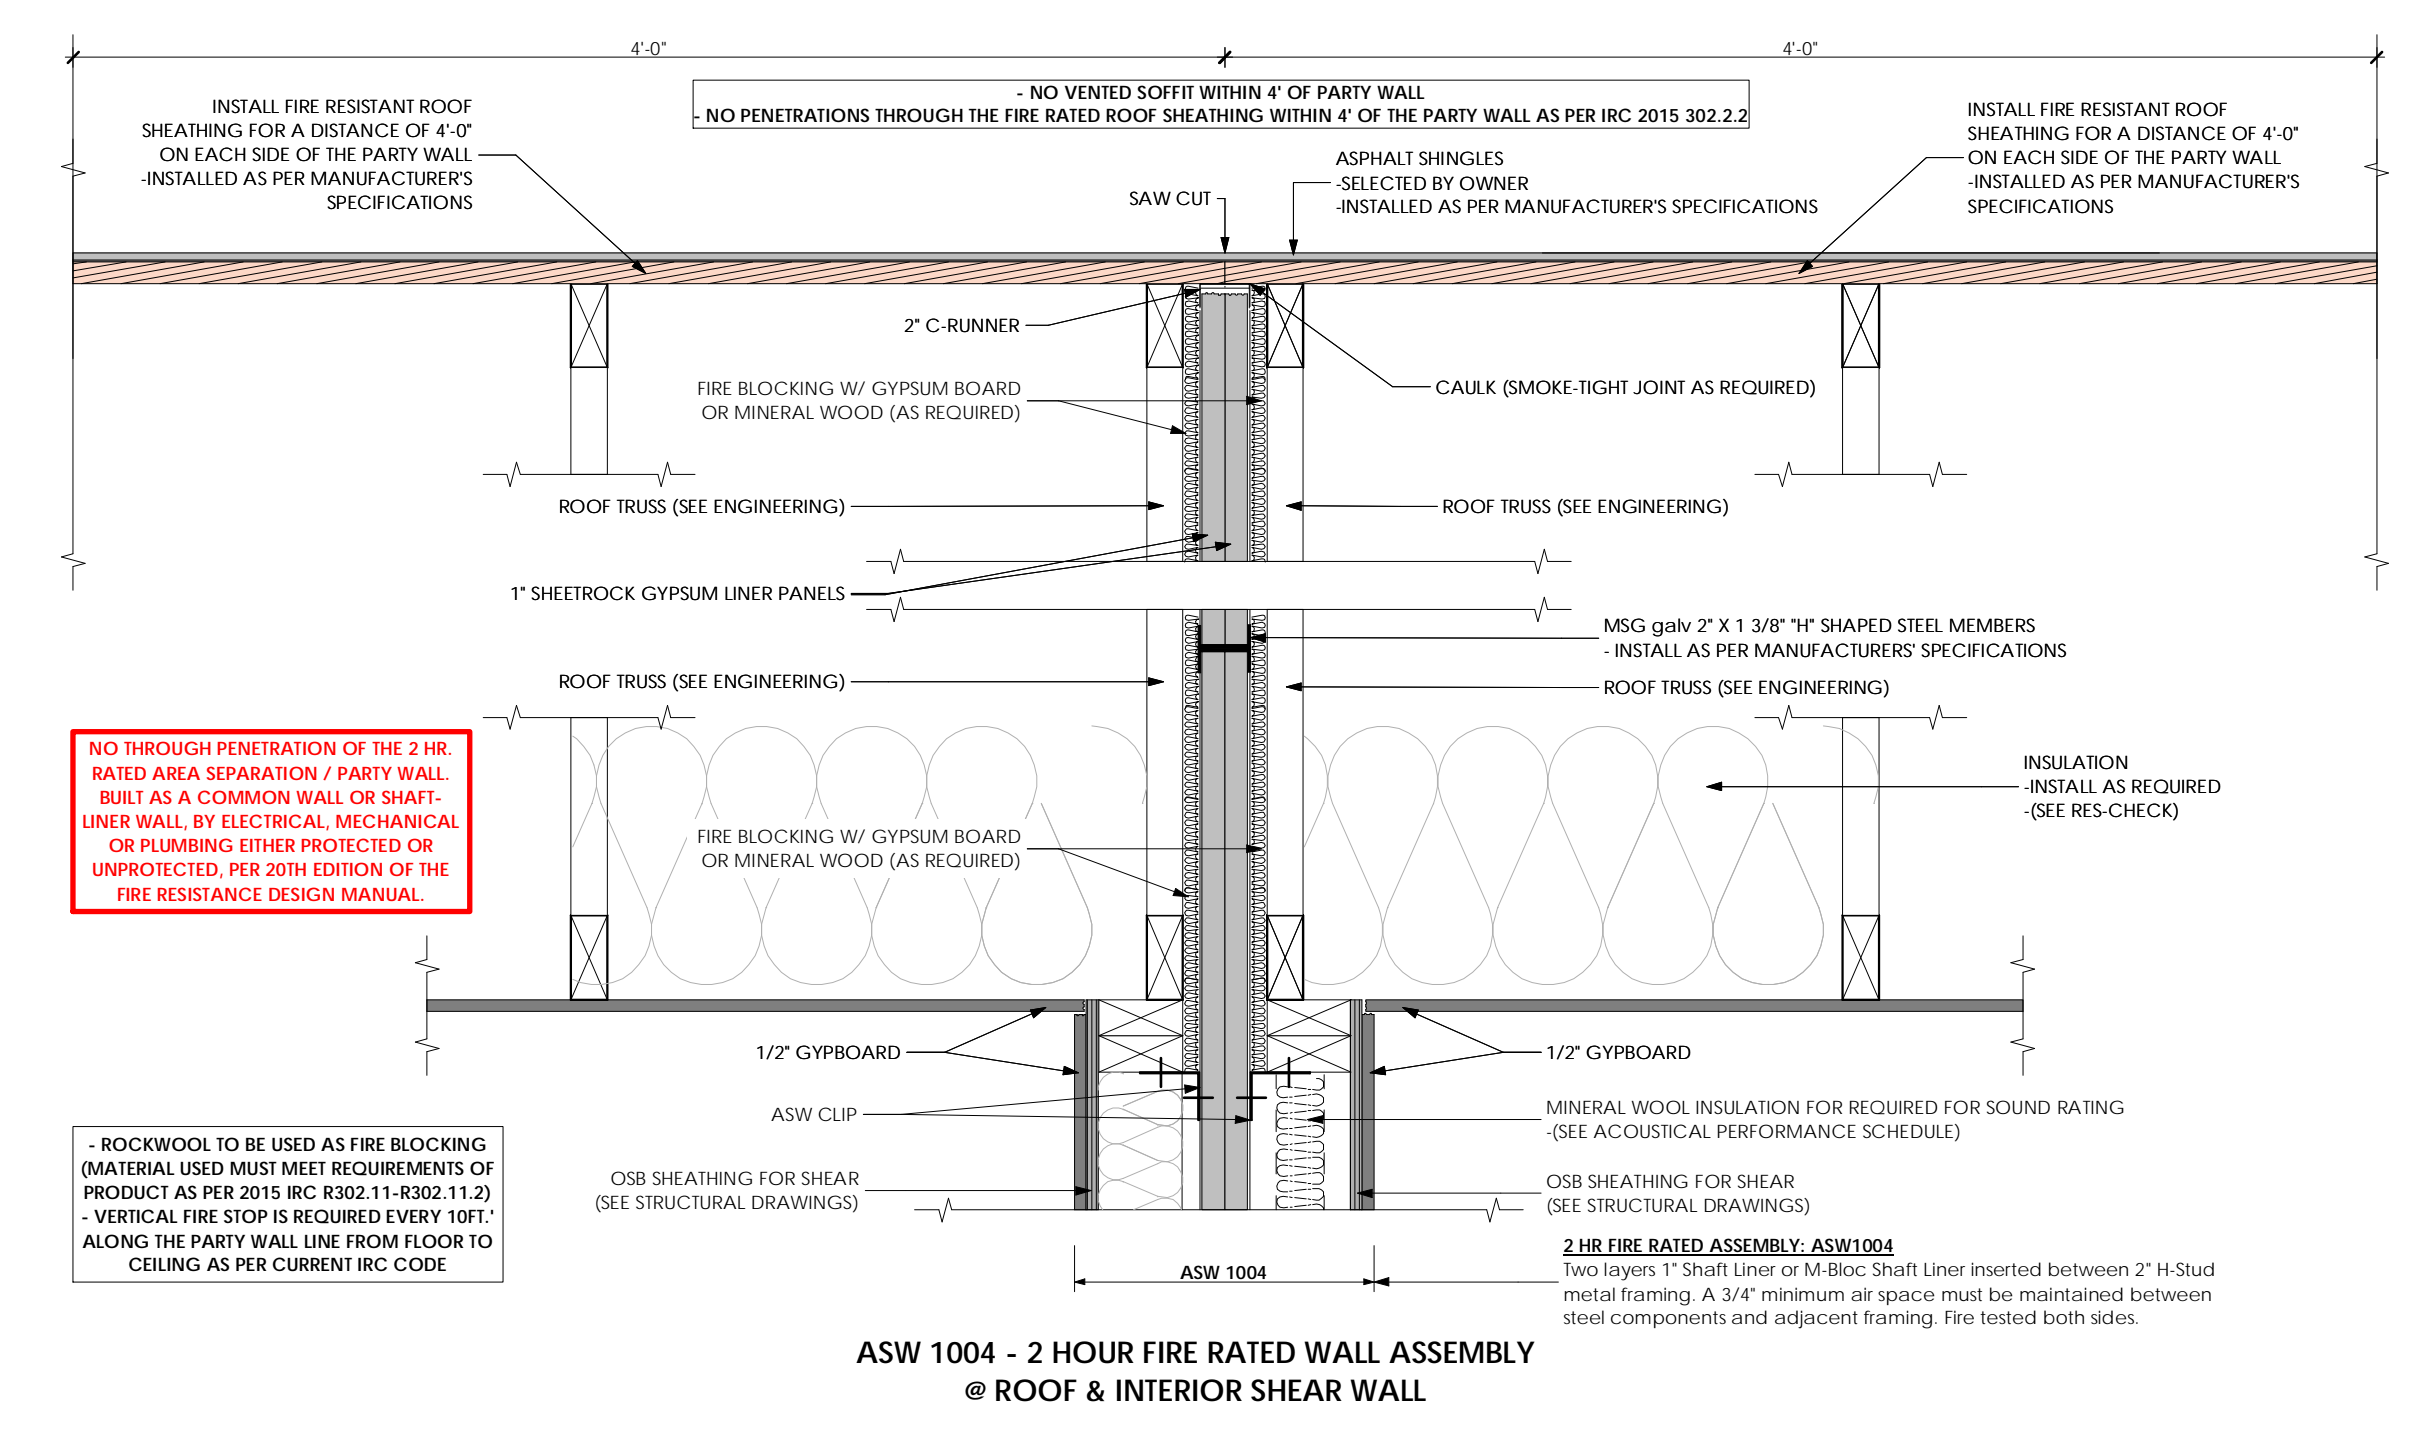 4'-0"
4'-0"
- NO VENTED SOFFIT WITHIN 4' OF PARTY WALL
- NO PENETRATIONS THROUGH THE FIRE RATED ROOF SHEATHING WITHIN 4' OF THE PARTY WALL AS PER IRC 2015 302.2.2
INSTALL FIRE RESISTANT ROOF
SHEATHING FOR A DISTANCE OF 4'-0"
ON EACH SIDE OF THE PARTY WALL
-INSTALLED AS PER MANUFACTURER'S
SPECIFICATIONS
SAW CUT
ASPHALT SHINGLES
-SELECTED BY OWNER
-INSTALLED AS PER MANUFACTURER'S SPECIFICATIONS
INSTALL FIRE RESISTANT ROOF
SHEATHING FOR A DISTANCE OF 4'-0"
ON EACH SIDE OF THE PARTY WALL
-INSTALLED AS PER MANUFACTURER'S
SPECIFICATIONS
2" C-RUNNER
FIRE BLOCKING W/ GYPSUM BOARD
OR MINERAL WOOD (AS REQUIRED)
CAULK (SMOKE-TIGHT JOINT AS REQUIRED)
ROOF TRUSS (SEE ENGINEERING)
ROOF TRUSS (SEE ENGINEERING)
1" SHEETROCK GYPSUM LINER PANELS
MSG galv 2" X 1 3/8" "H" SHAPED STEEL MEMBERS
- INSTALL AS PER MANUFACTURERS' SPECIFICATIONS
ROOF TRUSS (SEE ENGINEERING)
ROOF TRUSS (SEE ENGINEERING)
NO THROUGH PENETRATION OF THE 2 HR.
RATED AREA SEPARATION / PARTY WALL.
BUILT AS A COMMON WALL OR SHAFT-
LINER WALL, BY ELECTRICAL, MECHANICAL
OR PLUMBING EITHER PROTECTED OR
UNPROTECTED, PER 20TH EDITION OF THE
FIRE RESISTANCE DESIGN MANUAL.
INSULATION
-INSTALL AS REQUIRED
-(SEE RES-CHECK)
FIRE BLOCKING W/ GYPSUM BOARD
OR MINERAL WOOD (AS REQUIRED)
1/2" GYPBOARD
1/2" GYPBOARD
ASW CLIP
MINERAL WOOL INSULATION FOR REQUIRED FOR SOUND RATING
-(SEE ACOUSTICAL PERFORMANCE SCHEDULE)
- ROCKWOOL TO BE USED AS FIRE BLOCKING
(MATERIAL USED MUST MEET REQUIREMENTS OF
PRODUCT AS PER 2015 IRC R302.11-R302.11.2)
- VERTICAL FIRE STOP IS REQUIRED EVERY 10FT.'
ALONG THE PARTY WALL LINE FROM FLOOR TO
CEILING AS PER CURRENT IRC CODE
OSB SHEATHING FOR SHEAR
(SEE STRUCTURAL DRAWINGS)
OSB SHEATHING FOR SHEAR
(SEE STRUCTURAL DRAWINGS)
ASW 1004
2 HR FIRE RATED ASSEMBLY: ASW1004
Two layers 1" Shaft Liner or M-Bloc Shaft Liner inserted between 2" H-Stud
metal framing. A 3/4" minimum air space must be maintained between
steel components and adjacent framing. Fire tested both sides.
ASW 1004 - 2 HOUR FIRE RATED WALL ASSEMBLY
@ ROOF & INTERIOR SHEAR WALL